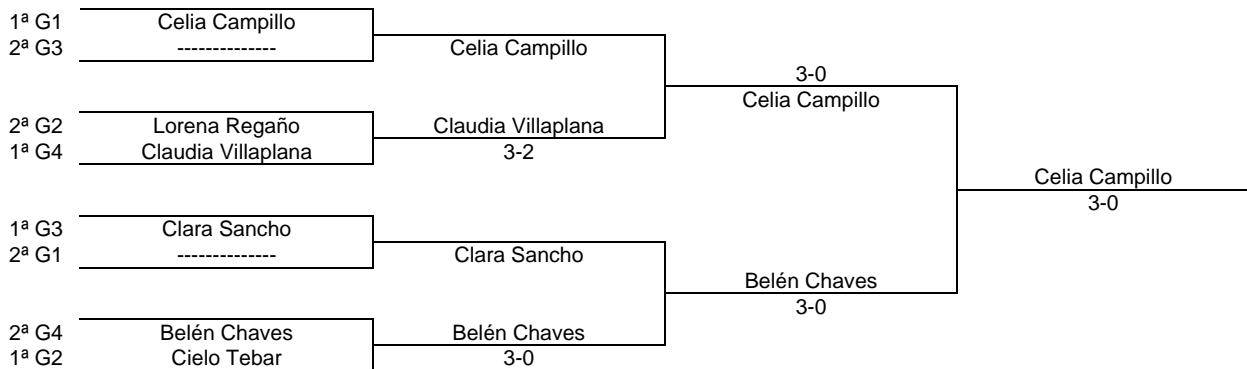 1ª G1 Celia Campillo
2ª G3 --------------
Celia Campillo
3-0
Celia Campillo
2ª G2 Lorena Regaño Claudia Villaplana
1ª G4 Claudia Villaplana 3-2
Celia Campillo
3-0
1ª G3 Clara Sancho
2ª G1 --------------
Clara Sancho
Belén Chaves
3-0
2ª G4 Belén Chaves Belén Chaves
1ª G2 Cielo Tebar 3-0